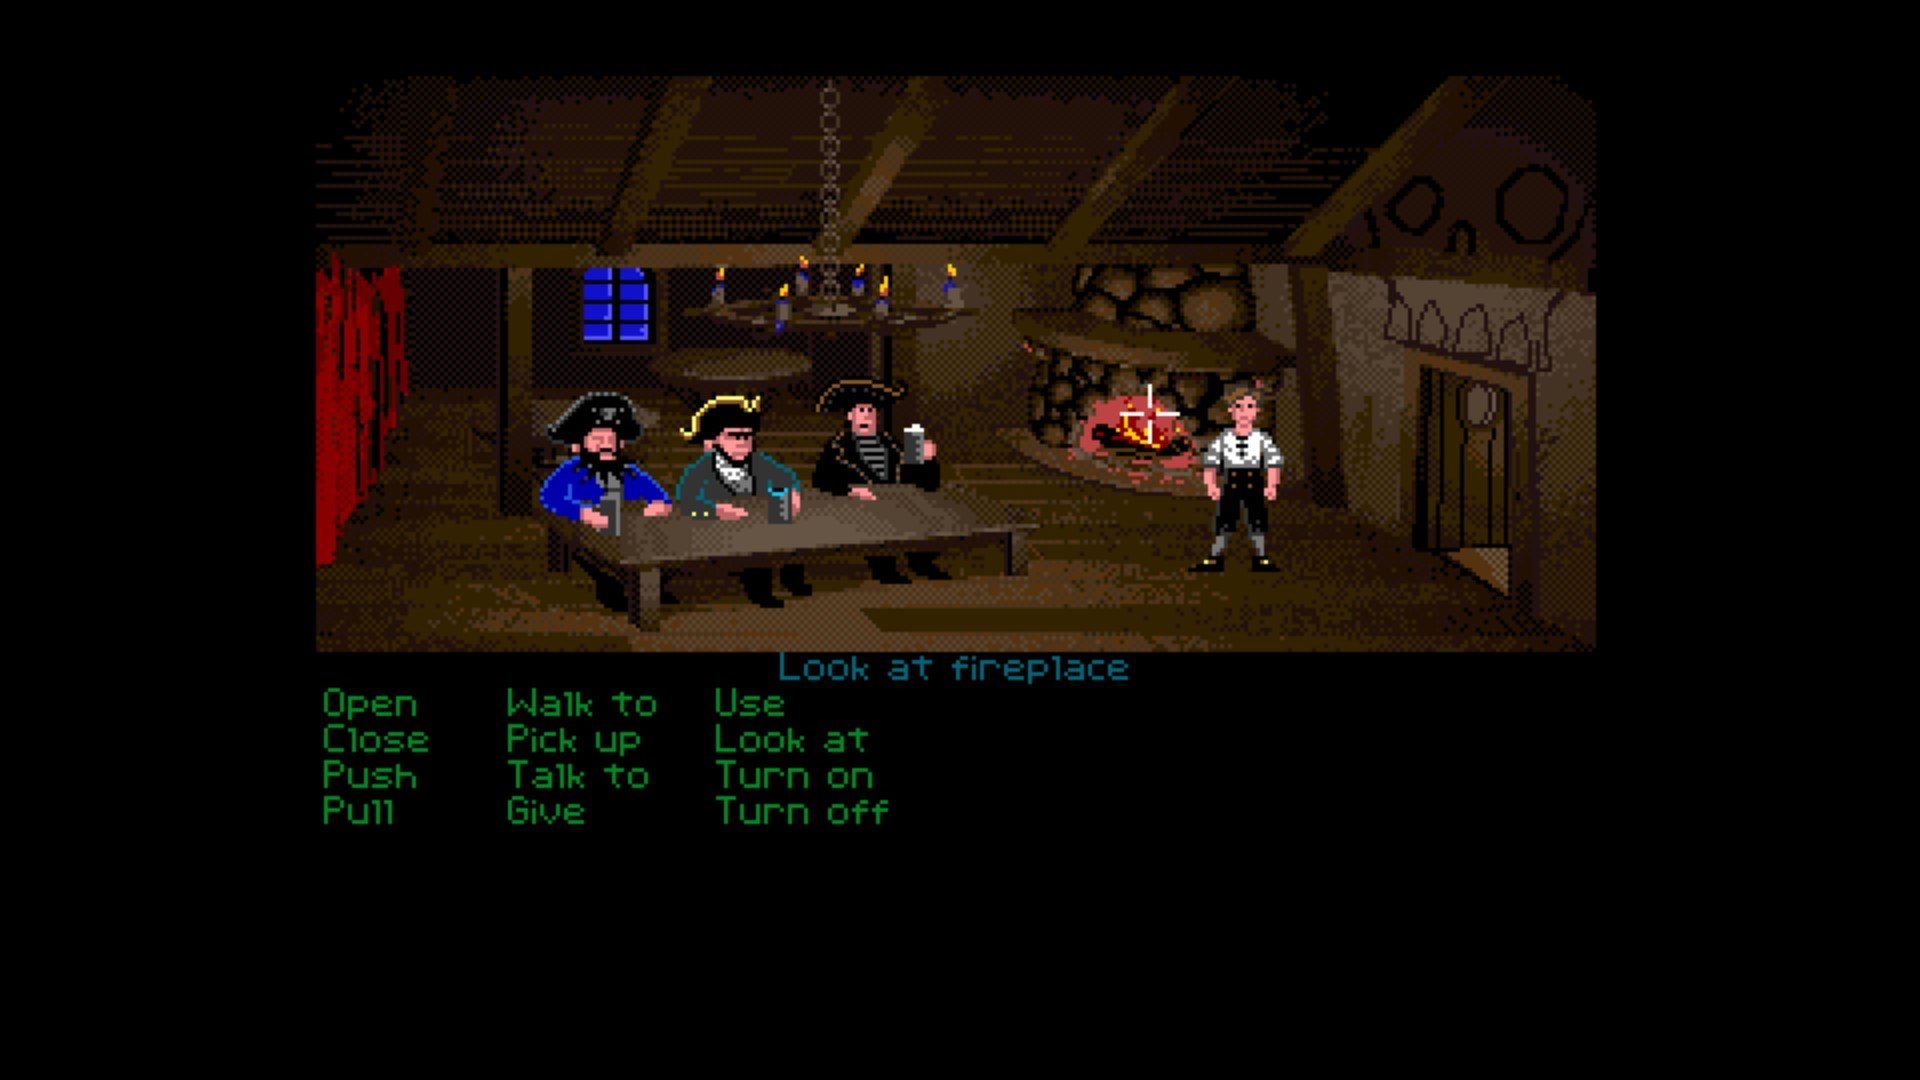 Look at fireplace
Open Walk to Use
Close Pick up Look at
Push Talk to Turn on
Pull Give Turn off